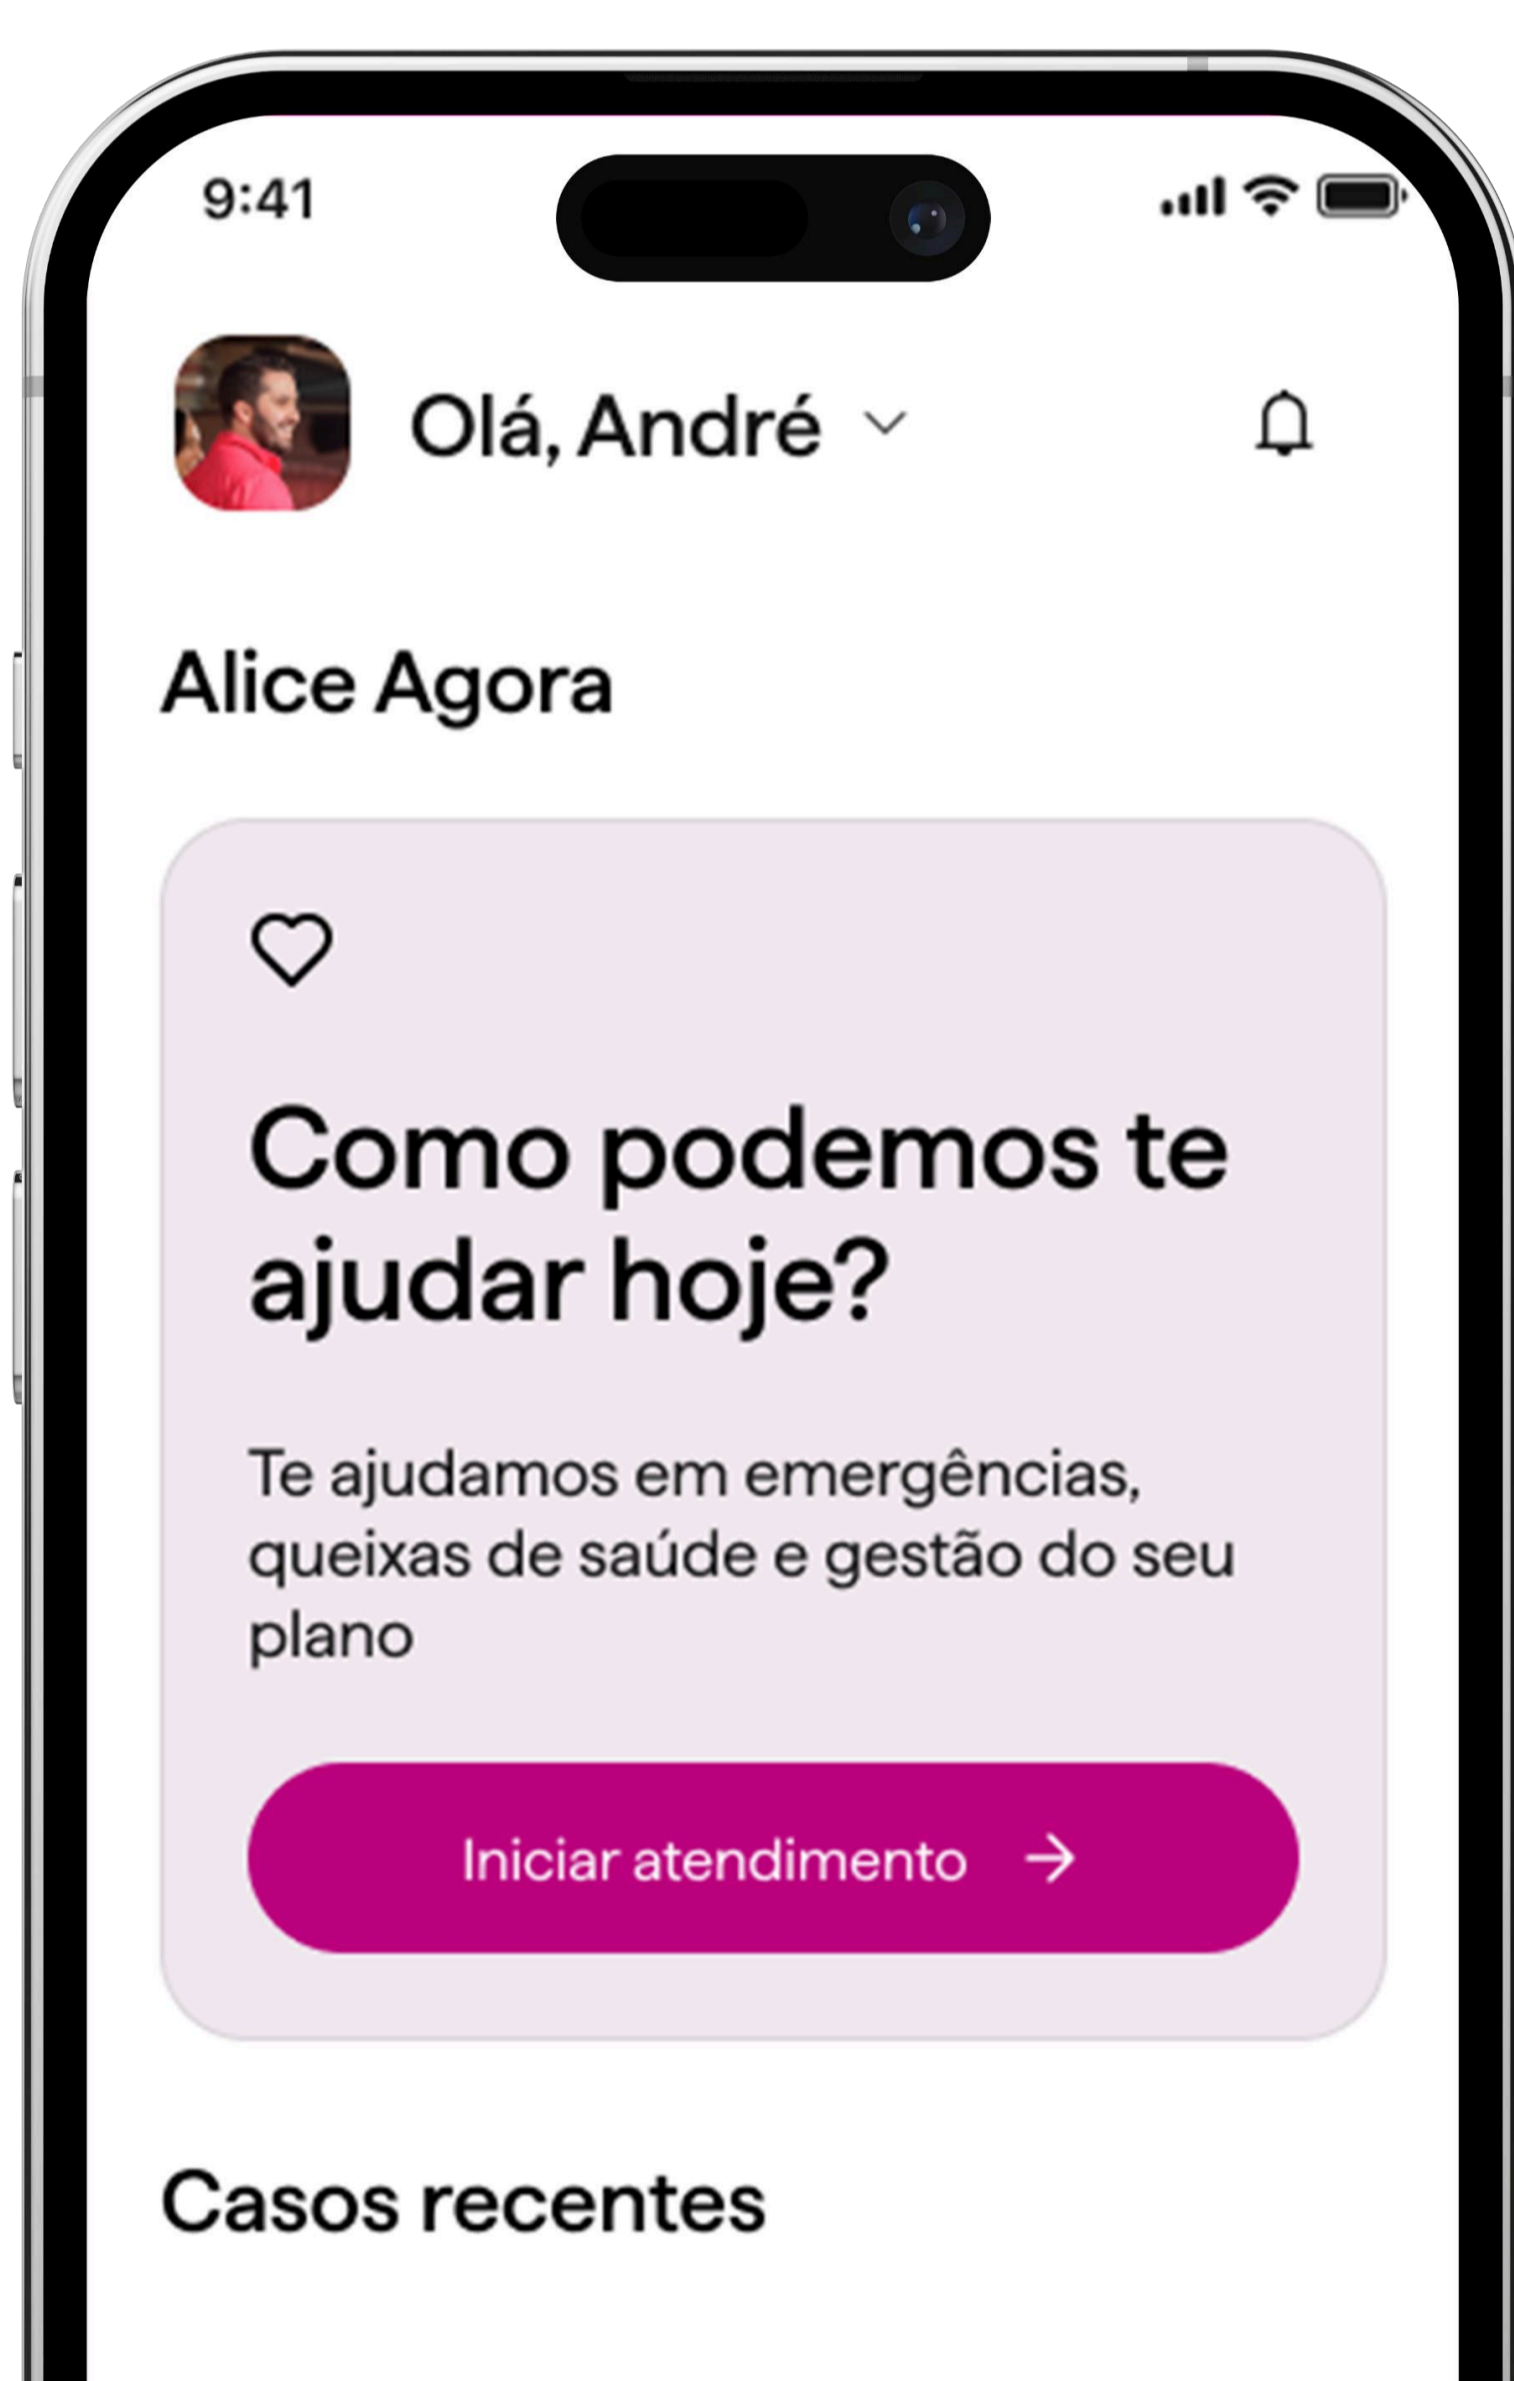 9:41
Olá, André
Alice Agora
Como podemos te
ajudar hoje?
Te ajudamos em emergências,
queixas de saúde e gestão do seu
plano
Iniciar atendimento
Casos recentes